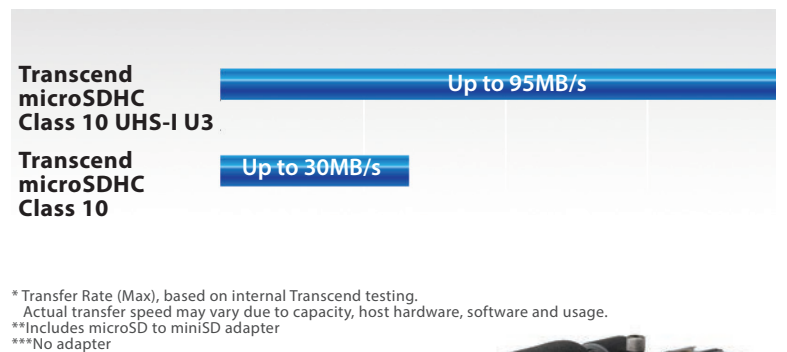 Transcend
microSDHC
Class 10 UHS-I U3
Up to 95MB/s
Transcend
microSDHC
Class 10
Up to 30MB/s
* Transfer Rate (Max), based on internal Transcend testing.
Actual transfer speed may vary due to capacity, host hardware, software and usage.
**Includes microSD to miniSD adapter
***No adapter